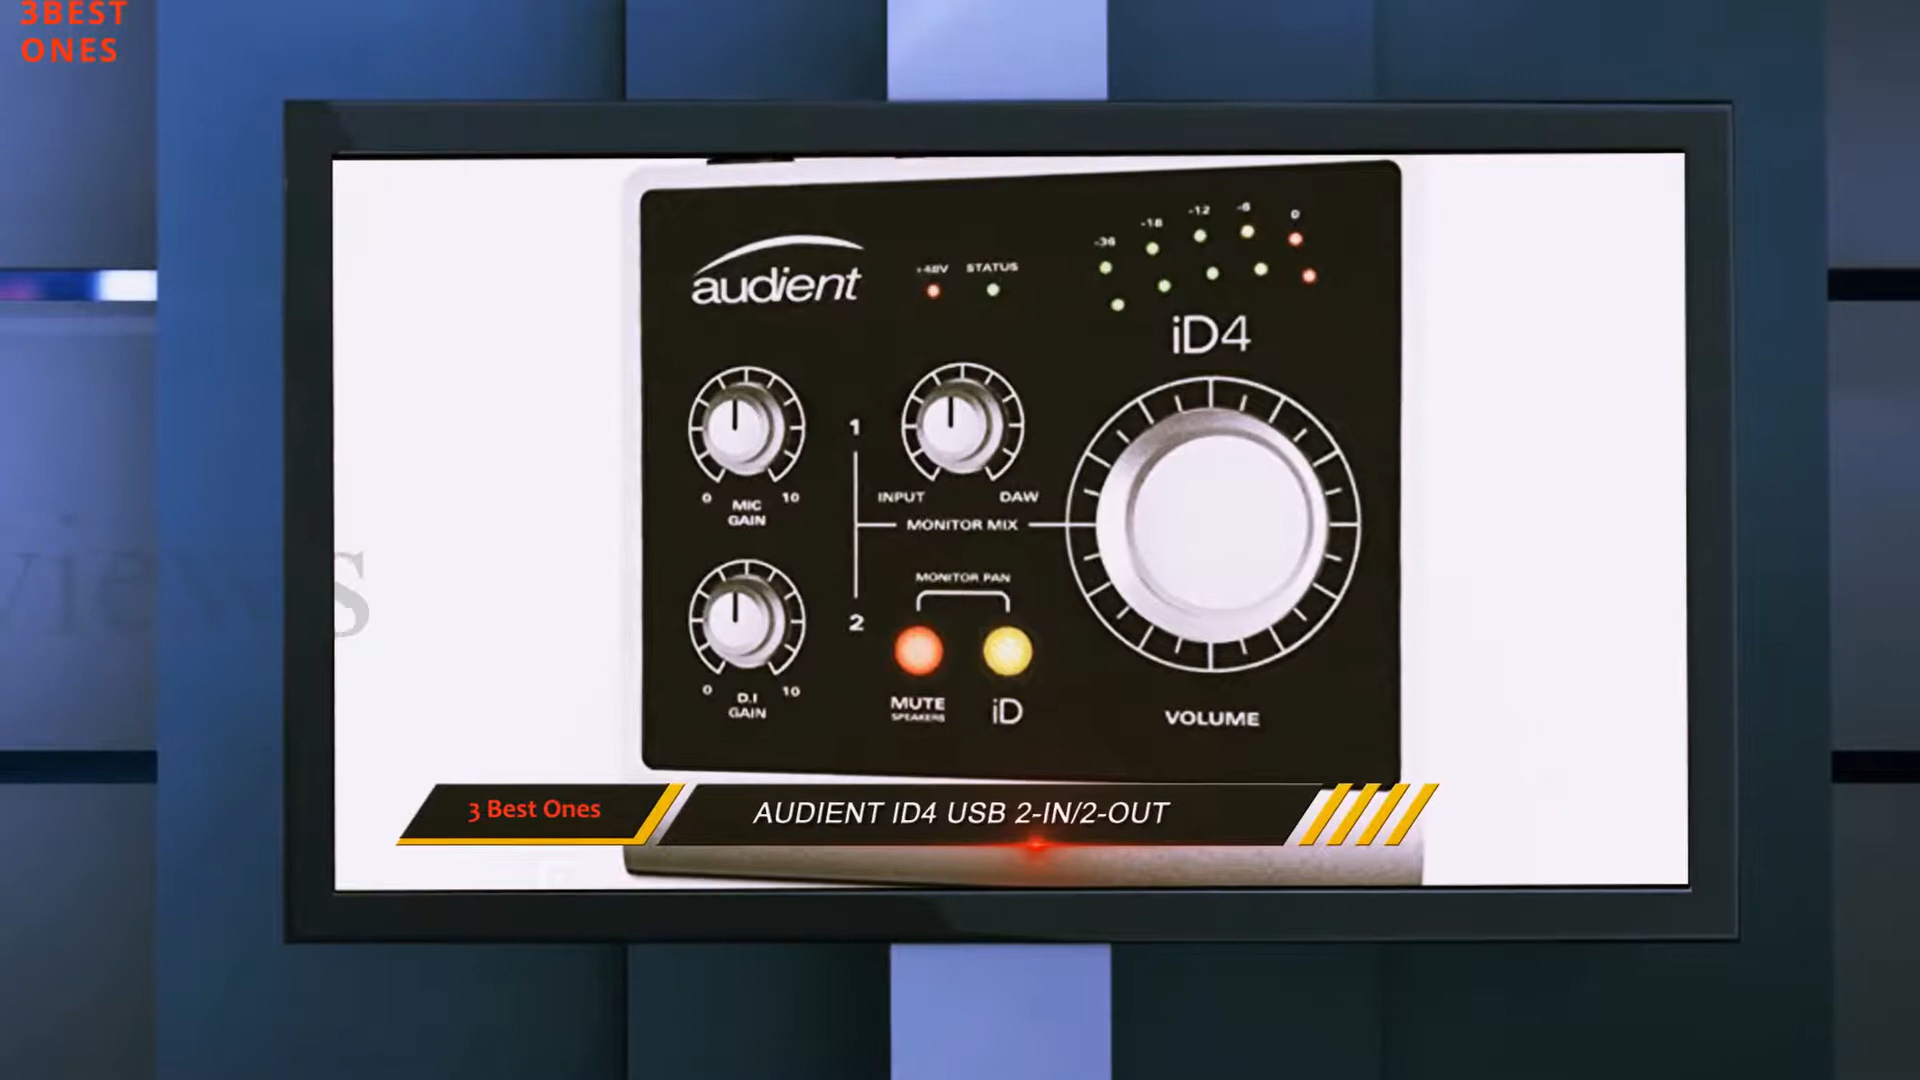 3BEST
ONES
audient
+48V STATUS
-36 -18 -12 -6 0
iD4
1
INPUT DAW
0 MIC 10
GAIN
MONITOR MIX
MONITOR PAN
2
0 D.I 10
GAIN
MUTE
SPEAKERS
iD
VOLUME
views
3 Best Ones
AUDIENT ID4 USB 2-IN/2-OUT